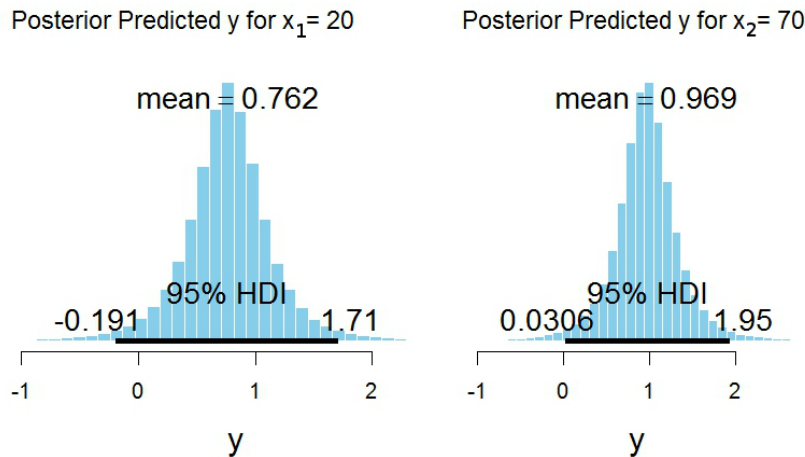 Posterior Predicted y for x₁= 20
mean = 0.762
95% HDI
-0.191 1.71
-1 0 1 2
y
Posterior Predicted y for x₂= 70
mean = 0.969
95% HDI
0.0306 1.95
-1 0 1 2
y